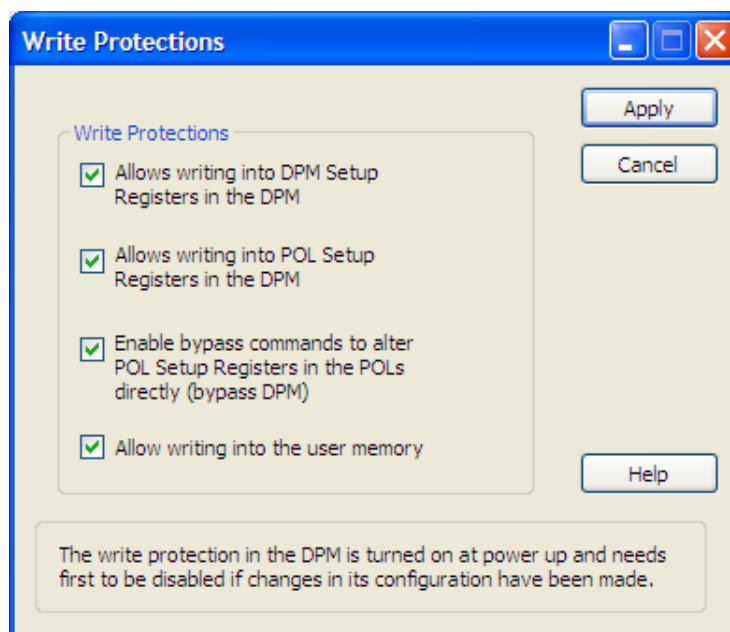 Write Protections
Apply
Write Protections
Allows writing into DPM Setup
Registers in the DPM
Cancel
Allows writing into POL Setup
Registers in the DPM
Enable bypass commands to alter
POL Setup Registers in the POLs
directly (bypass DPM)
Allow writing into the user memory
Help
The write protection in the DPM is turned on at power up and needs
first to be disabled if changes in its configuration have been made.